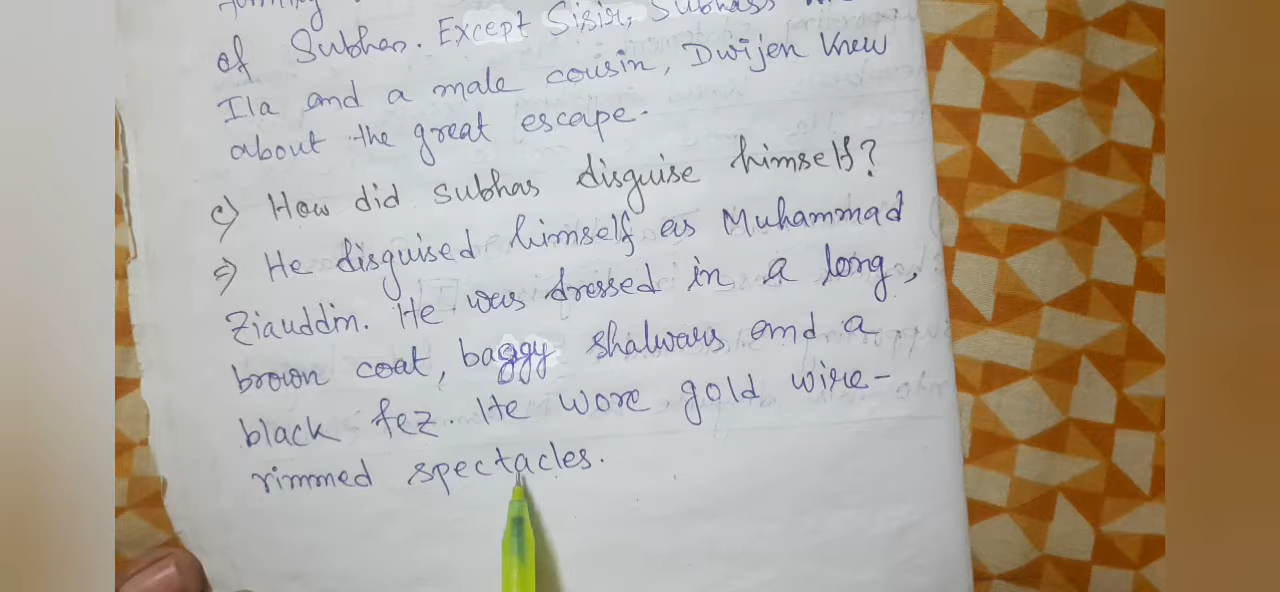 of Subhas. Except Sisir, Subhas's
Ila and a male cousin, Dwijen knew
about the great escape.
e) How did subhas disguise himself?
⇒ He disguised himself as Muhammad
Ziauddin. He was dressed in a long,
brown coat, baggy shalwars and a
black fez. He wore gold wire-
rimmed spectacles.